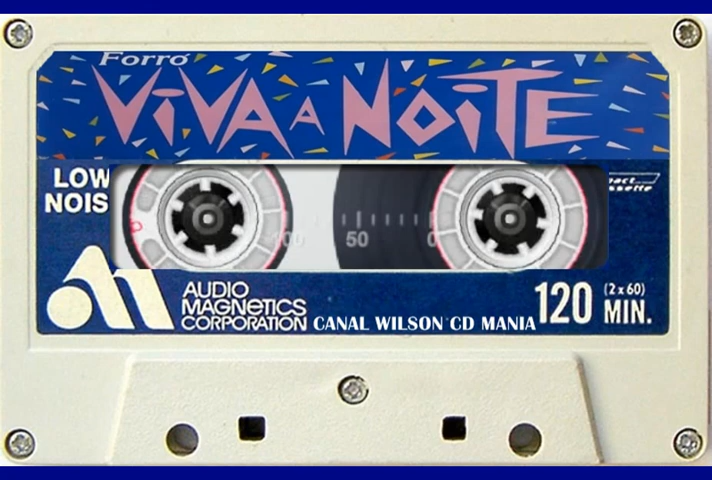 Forró
VIVA A NOITE
LOW
NOIS
100 50 0
AUDIO
MAGNETICS
CORPORATION
CANAL WILSON CD MANIA
120 (2 x 60)
MIN.